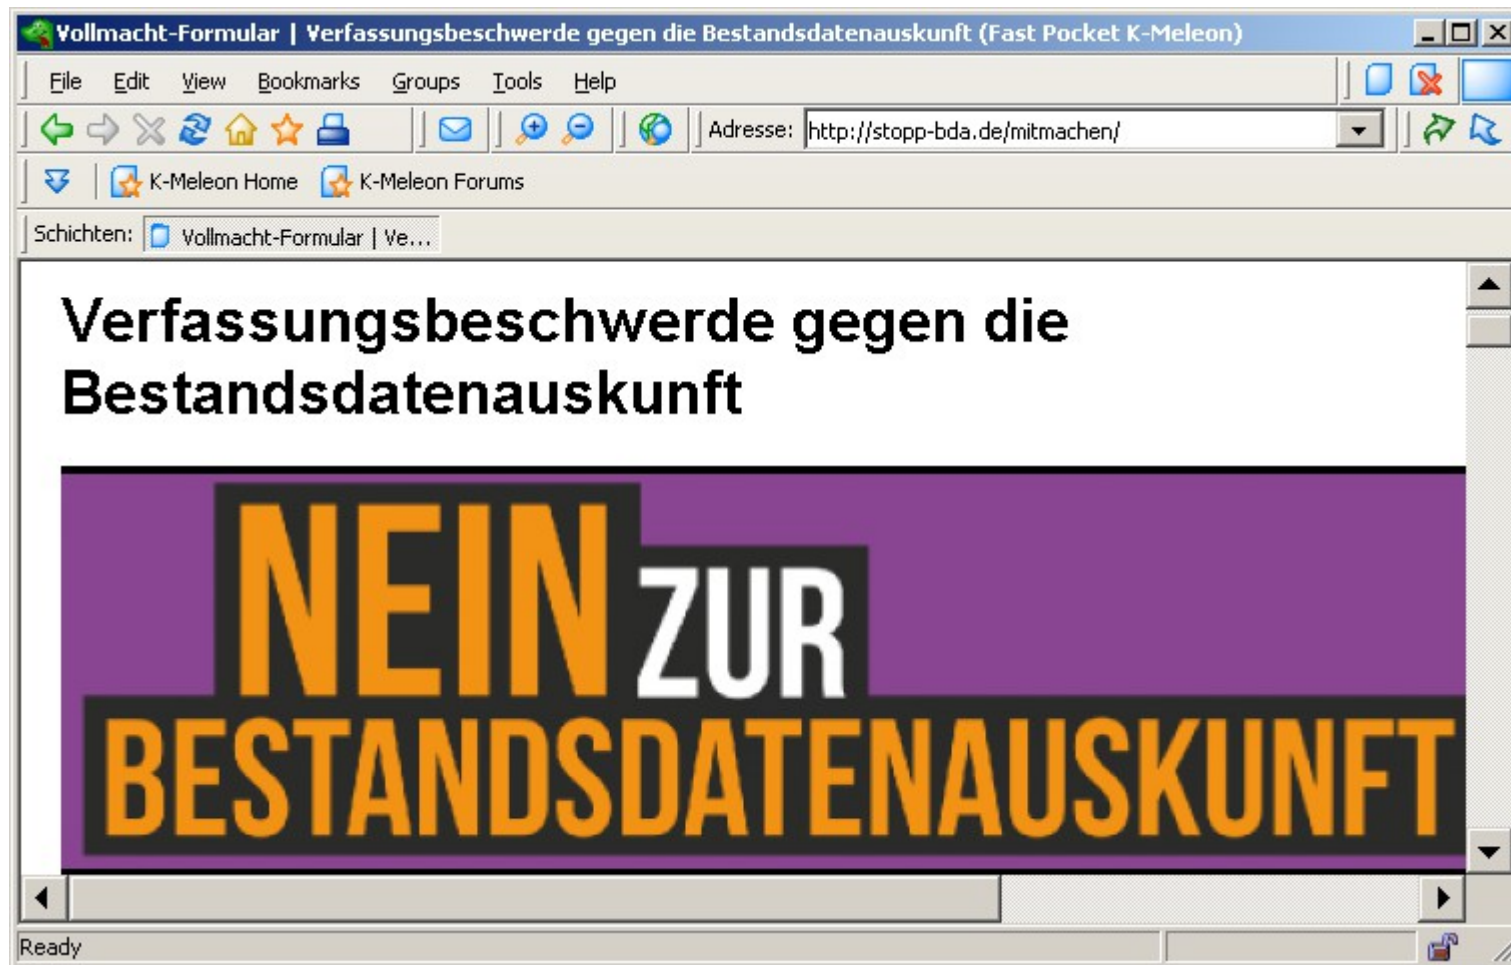 Vollmacht-Formular | Verfassungsbeschwerde gegen die Bestandsdatenauskunft (Fast Pocket K-Meleon)
File Edit View Bookmarks Groups Tools Help
Adresse: http://stopp-bda.de/mitmachen/
K-Meleon Home K-Meleon Forums
Schichten: Vollmacht-Formular | Ve...
Verfassungsbeschwerde gegen die
Bestandsdatenauskunft
NEIN ZUR
BESTANDSDATENAUSKUNFT
Ready